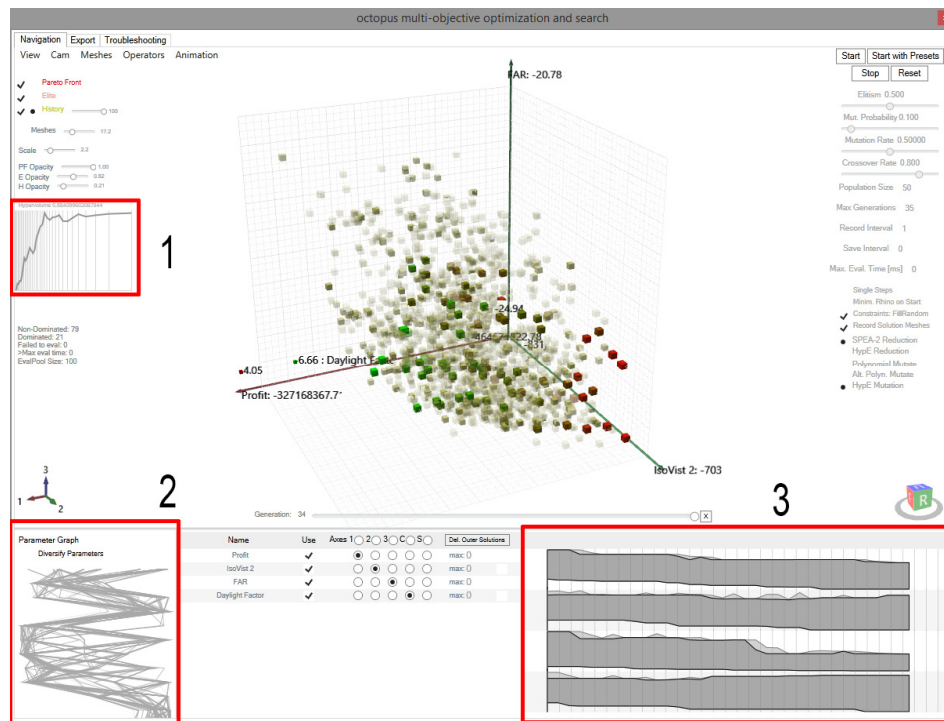 octopus multi-objective optimization and search
Navigation Export Troubleshooting
View Cam Meshes Operators Animation
Start Start with Presets
Stop Reset
Pareto Front
Elite
History 100
Meshes 17.2
Scale 2.2
PF Opacity 1.00
E Opacity 0.52
H Opacity 0.21
1
Non-Dominated: 79
Dominated: 21
Failed to eval: 0
>Max eval time: 0
EvalPool Size: 100
FAR: -20.78
-24.94
4.05
6.66 : Daylight
Profit: -327168367.7
IsoVist 2: -703
Elitism 0.500
Mut. Probability 0.100
Mutation Rate 0.50000
Crossover Rate 0.800
Population Size 50
Max Generations 35
Record Interval 1
Save Interval 0
Max. Eval. Time [ms] 0
Single Steps
Minim. Rhino on Start
Constraints: FillRandom
Record Solution Meshes
SPEA-2 Reduction
HypE Reduction
Polynomial Mutate
Alt. Polyn. Mutate
HypE Mutation
3
1 2
2
Generation: 34 X
3
Parameter Graph
Diversify Parameters
Name Use Axes 1 2 3 C S Del. Outer Solutions
Profit max: 0
IsoVist 2 max: 0
FAR max: 0
Daylight Factor max: 0